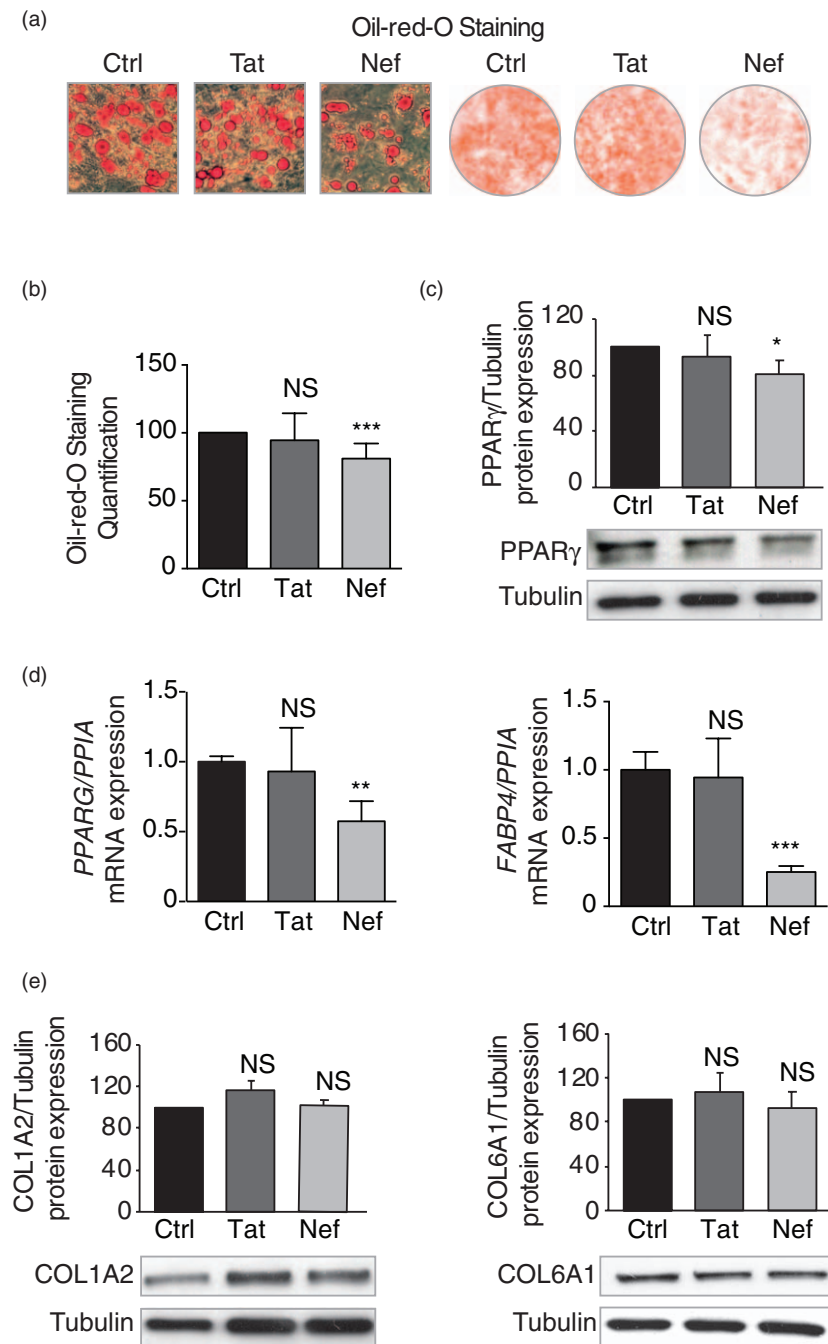 (a)
Oil-red-O Staining
Ctrl Tat Nef Ctrl Tat Nef
(b)
Oil-red-O Staining
Quantification
150
100
50
0
NS
***
Ctrl Tat Nef
(c)
PPARγ/Tubulin
protein expression
120
80
40
0
NS
*
Ctrl Tat Nef
PPARγ
Tubulin
(d)
PPARG/PPIA
mRNA expression
1.5
1.0
0.5
0
NS
**
Ctrl Tat Nef
FABP4/PPIA
mRNA expression
1.5
1.0
0.5
0
NS
***
Ctrl Tat Nef
(e)
COL1A2/Tubulin
protein expression
160
120
80
40
0
NS
NS
Ctrl Tat Nef
COL1A2
Tubulin
COL6A1/Tubulin
protein expression
160
120
80
40
0
NS
NS
Ctrl Tat Nef
COL6A1
Tubulin